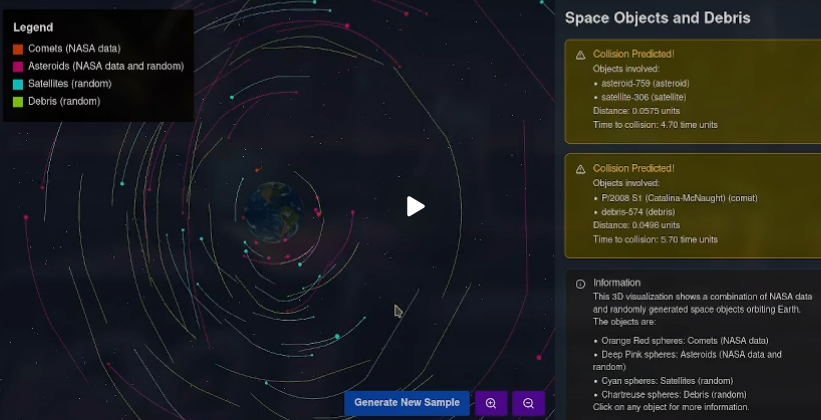 Legend
Comets (NASA data)
Asteroids (NASA data and random)
Satellites (random)
Debris (random)
Generate New Sample
Space Objects and Debris
Collision Predicted!
Objects involved:
• asteroid-759 (asteroid)
• satellite-306 (satellite)
Distance: 0.0575 units
Time to collision: 4.70 time units
Collision Predicted!
Objects involved:
• P/2008 S1 (Catalina-McNaught) (comet)
• debris-574 (debris)
Distance: 0.0496 units
Time to collision: 5.70 time units
Information
This 3D visualization shows a combination of NASA data
and randomly generated space objects orbiting Earth.
The objects are:
• Orange Red spheres: Comets (NASA data)
• Deep Pink spheres: Asteroids (NASA data and
random)
• Cyan spheres: Satellites (random)
• Chartreuse spheres: Debris (random)
Click on any object for more information.